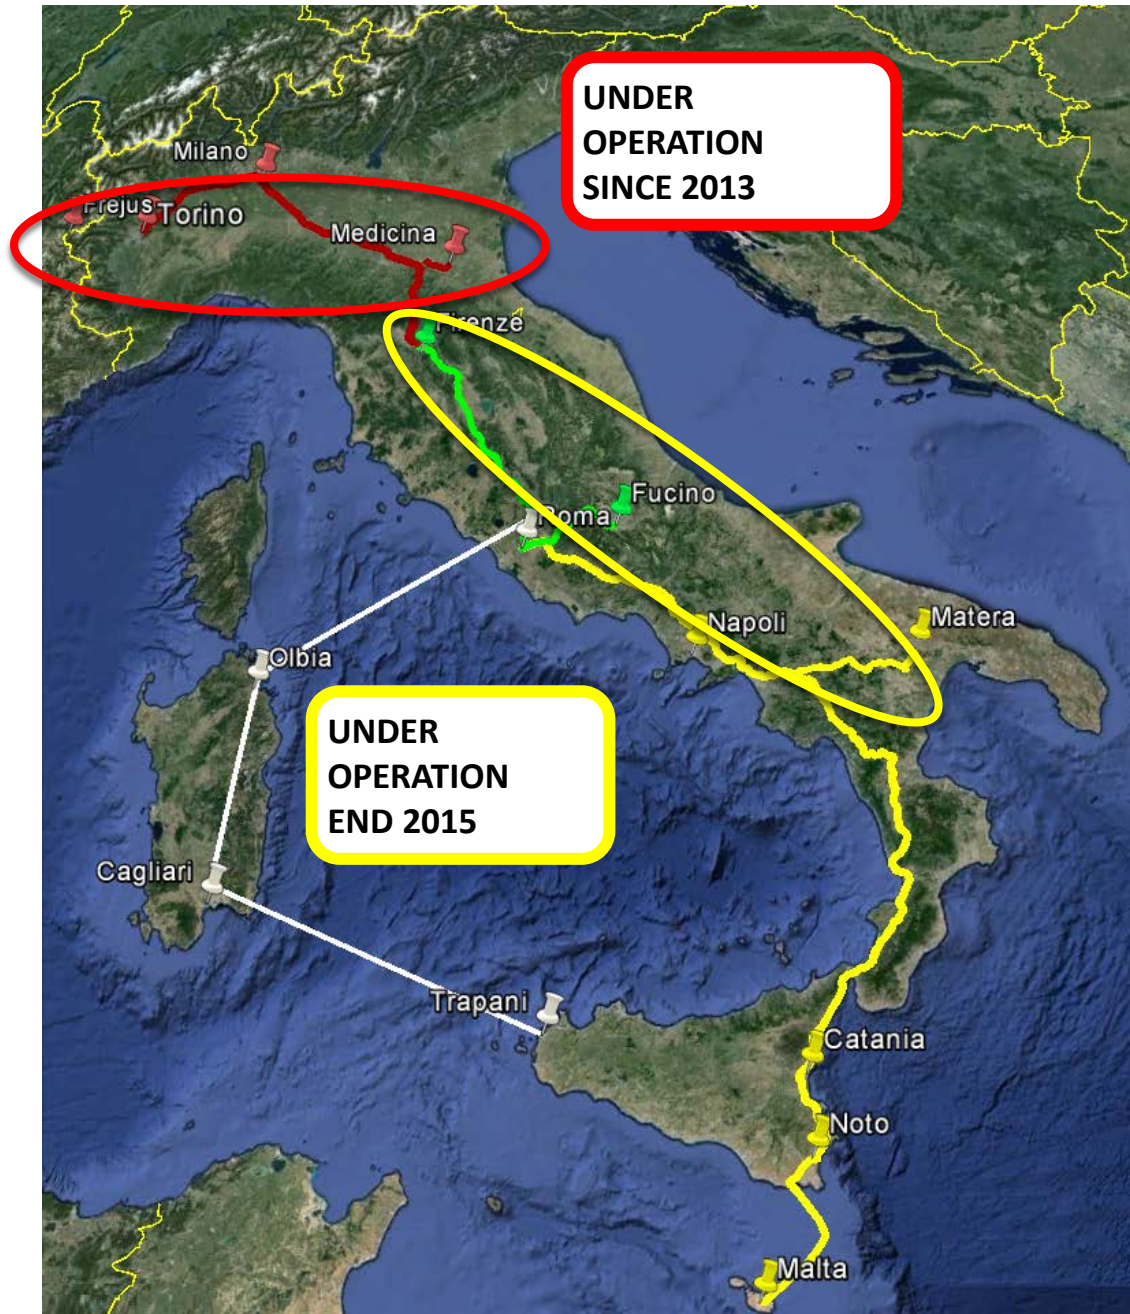 UNDER
OPERATION
SINCE 2013
Milano
Frejus
Torino
Medicina
Firenze
Fucino
Roma
Napoli
Matera
Olbia
UNDER
OPERATION
END 2015
Cagliari
Trapani
Catania
Noto
Malta